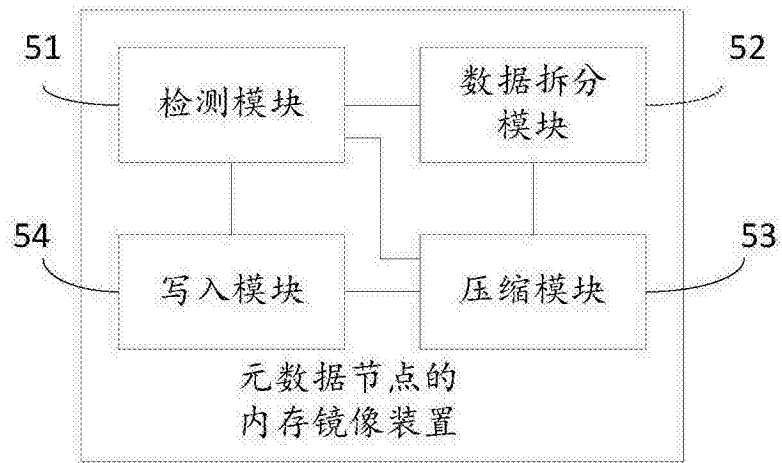 51
检测模块
数据拆分
模块
52
54
写入模块
压缩模块
53
元数据节点的
内存镜像装置